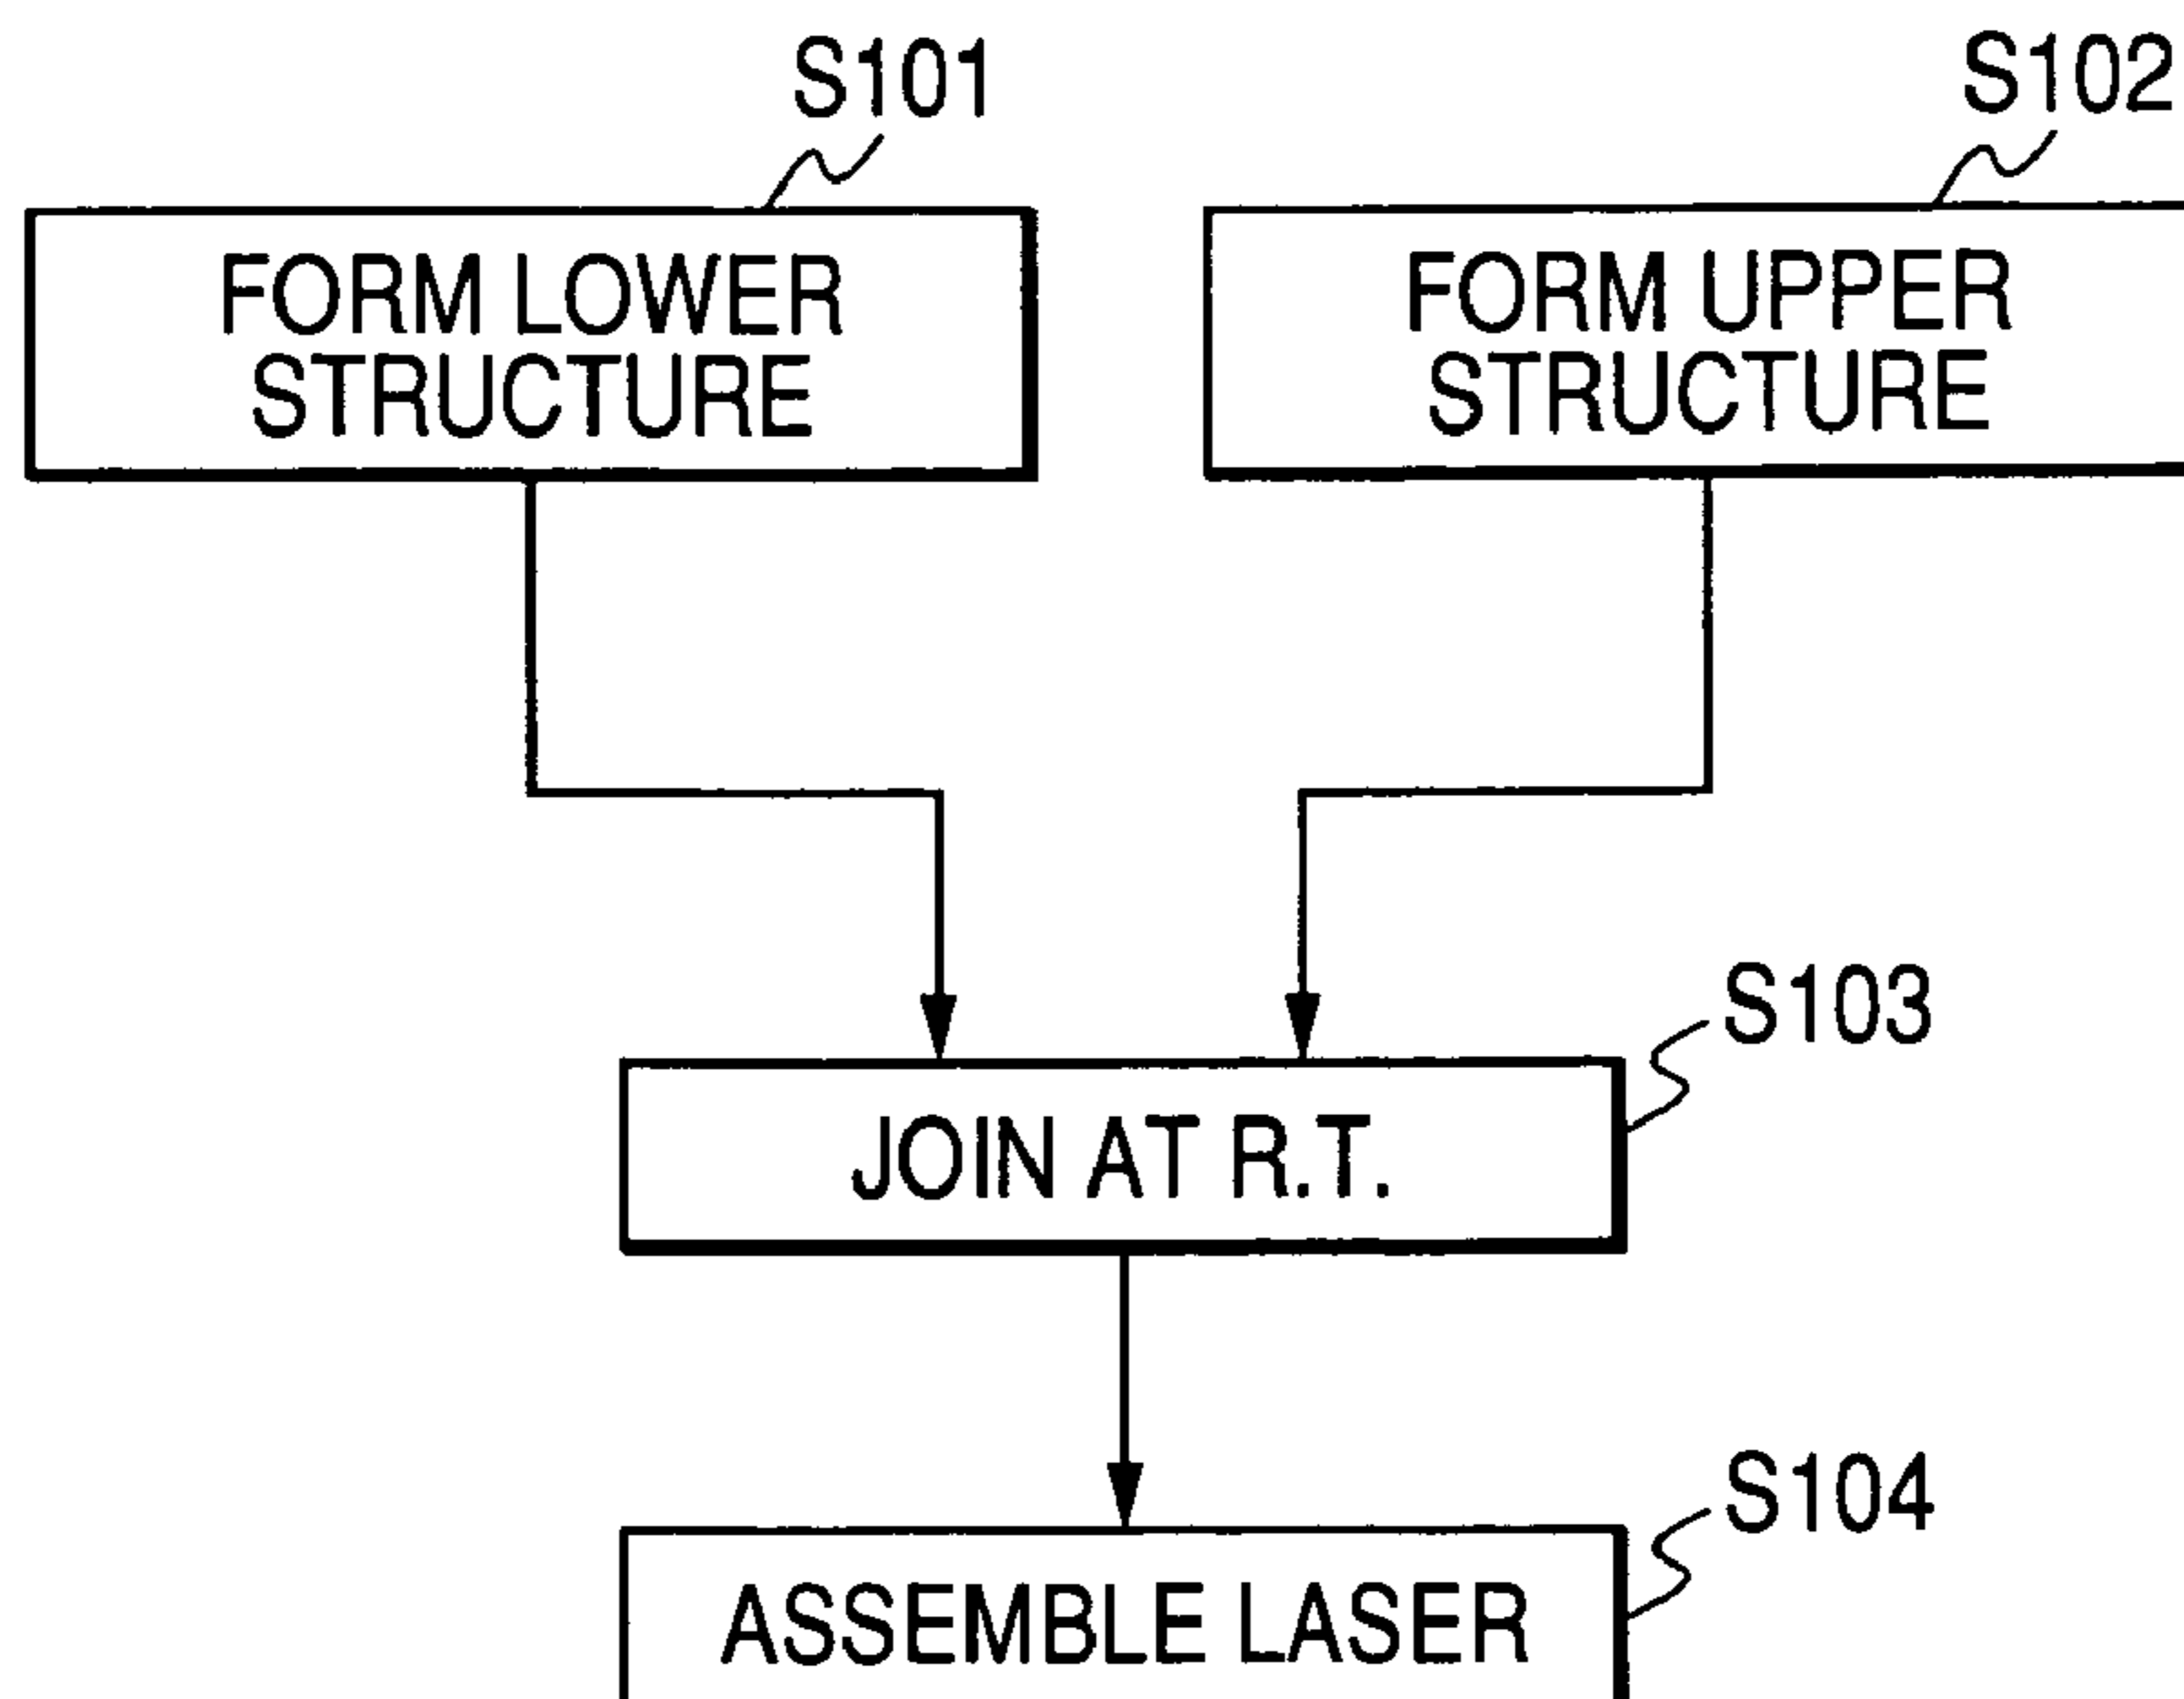 S101
S102
FORM LOWER
STRUCTURE
FORM UPPER
STRUCTURE
S103
JOIN AT R.T.
S104
ASSEMBLE LASER